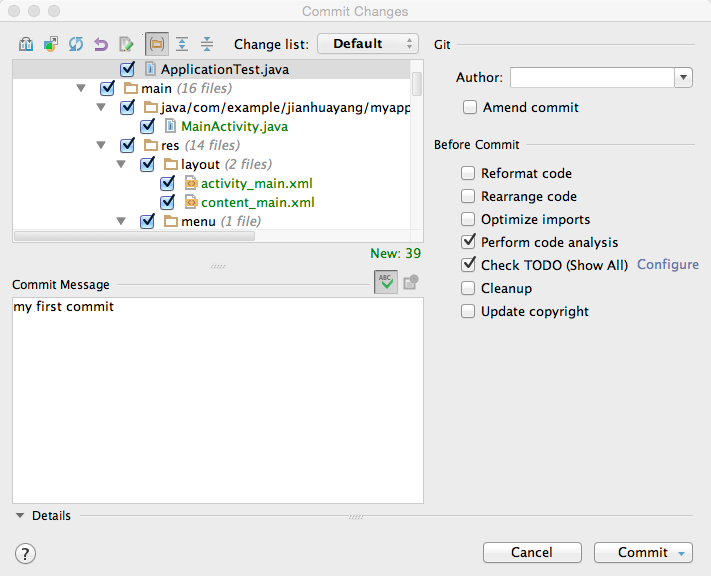 Commit Changes
Change list: Default
ApplicationTest.java
main (16 files)
java/com/example/jianhuayang/myapp
MainActivity.java
res (14 files)
layout (2 files)
activity_main.xml
content_main.xml
menu (1 file)
New: 39
Commit Message
ABC
my first commit
Git
Author:
Amend commit
Before Commit
Reformat code
Rearrange code
Optimize imports
Perform code analysis
Check TODO (Show All) Configure
Cleanup
Update copyright
Details
?
Cancel
Commit